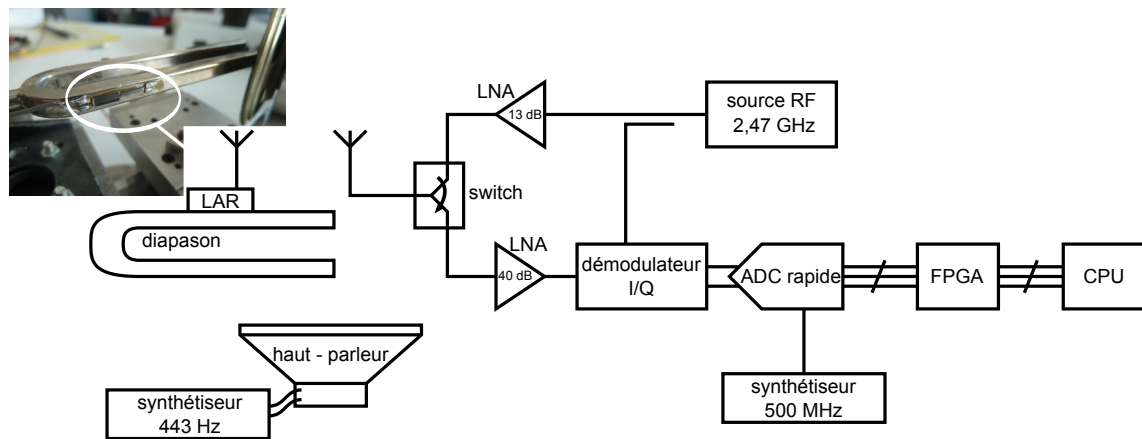 LNA
13 dB
source RF
2,47 GHz
switch
LAR
diapason
LNA
40 dB
démodulateur
I/Q
ADC rapide
FPGA
CPU
haut - parleur
synthétiseur
443 Hz
synthétiseur
500 MHz